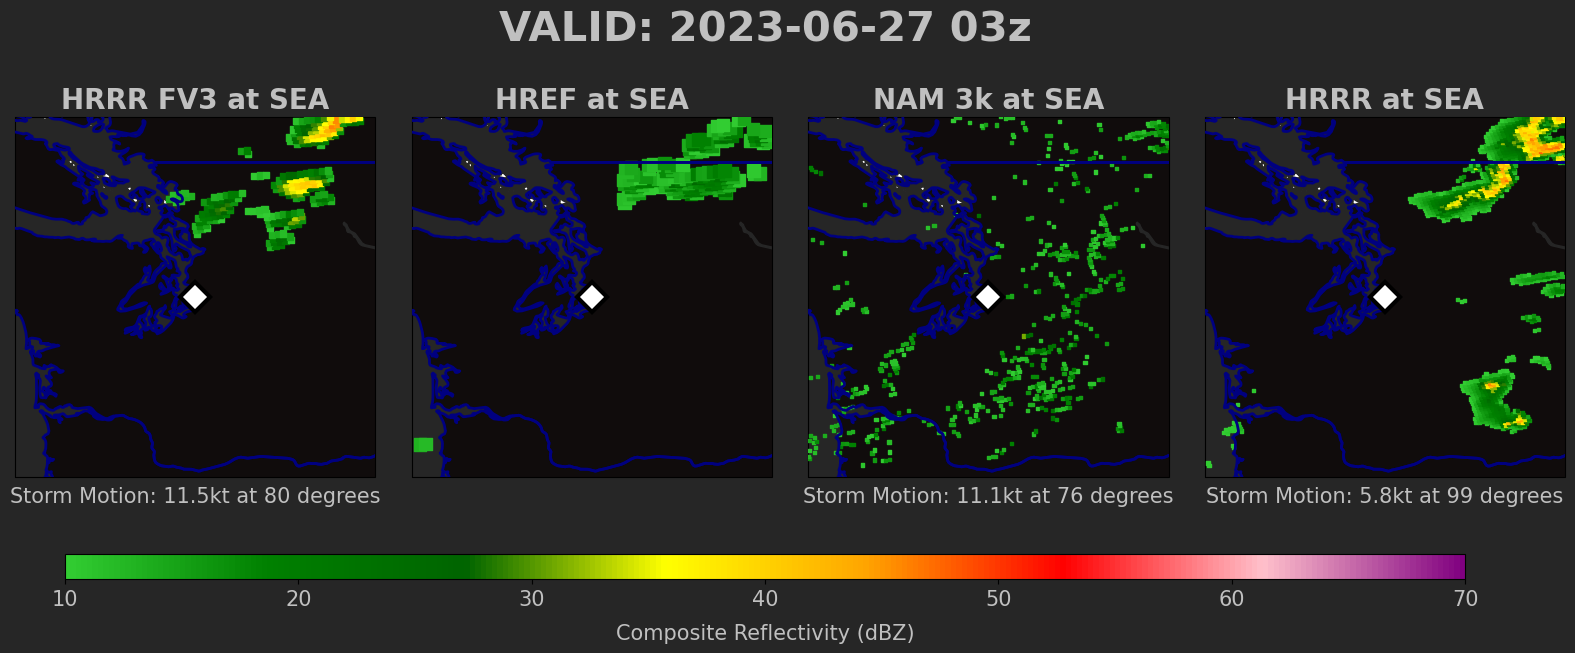 VALID: 2023-06-27 03z
HRRR FV3 at SEA
HREF at SEA
NAM 3k at SEA
HRRR at SEA
Storm Motion: 11.5kt at 80 degrees
Storm Motion: 11.1kt at 76 degrees
Storm Motion: 5.8kt at 99 degrees
10 20 30 40 50 60 70
Composite Reflectivity (dBZ)